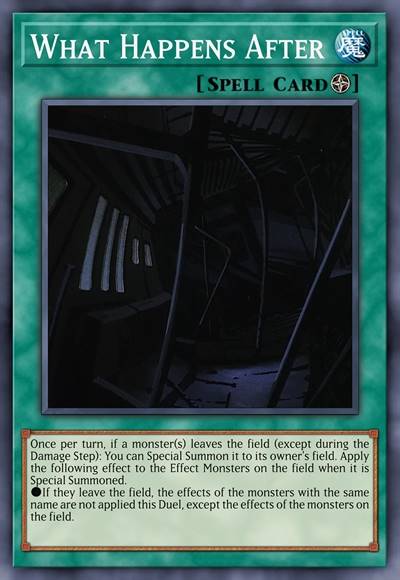 What Happens After
魔
[Spell Card]
Once per turn, if a monster(s) leaves the field (except during the
Damage Step): You can Special Summon it to its owner's field. Apply
the following effect to the Effect Monsters on the field when it is
Special Summoned.
●If they leave the field, the effects of the monsters with the same
name are not applied this Duel, except the effects of the monsters on
the field.